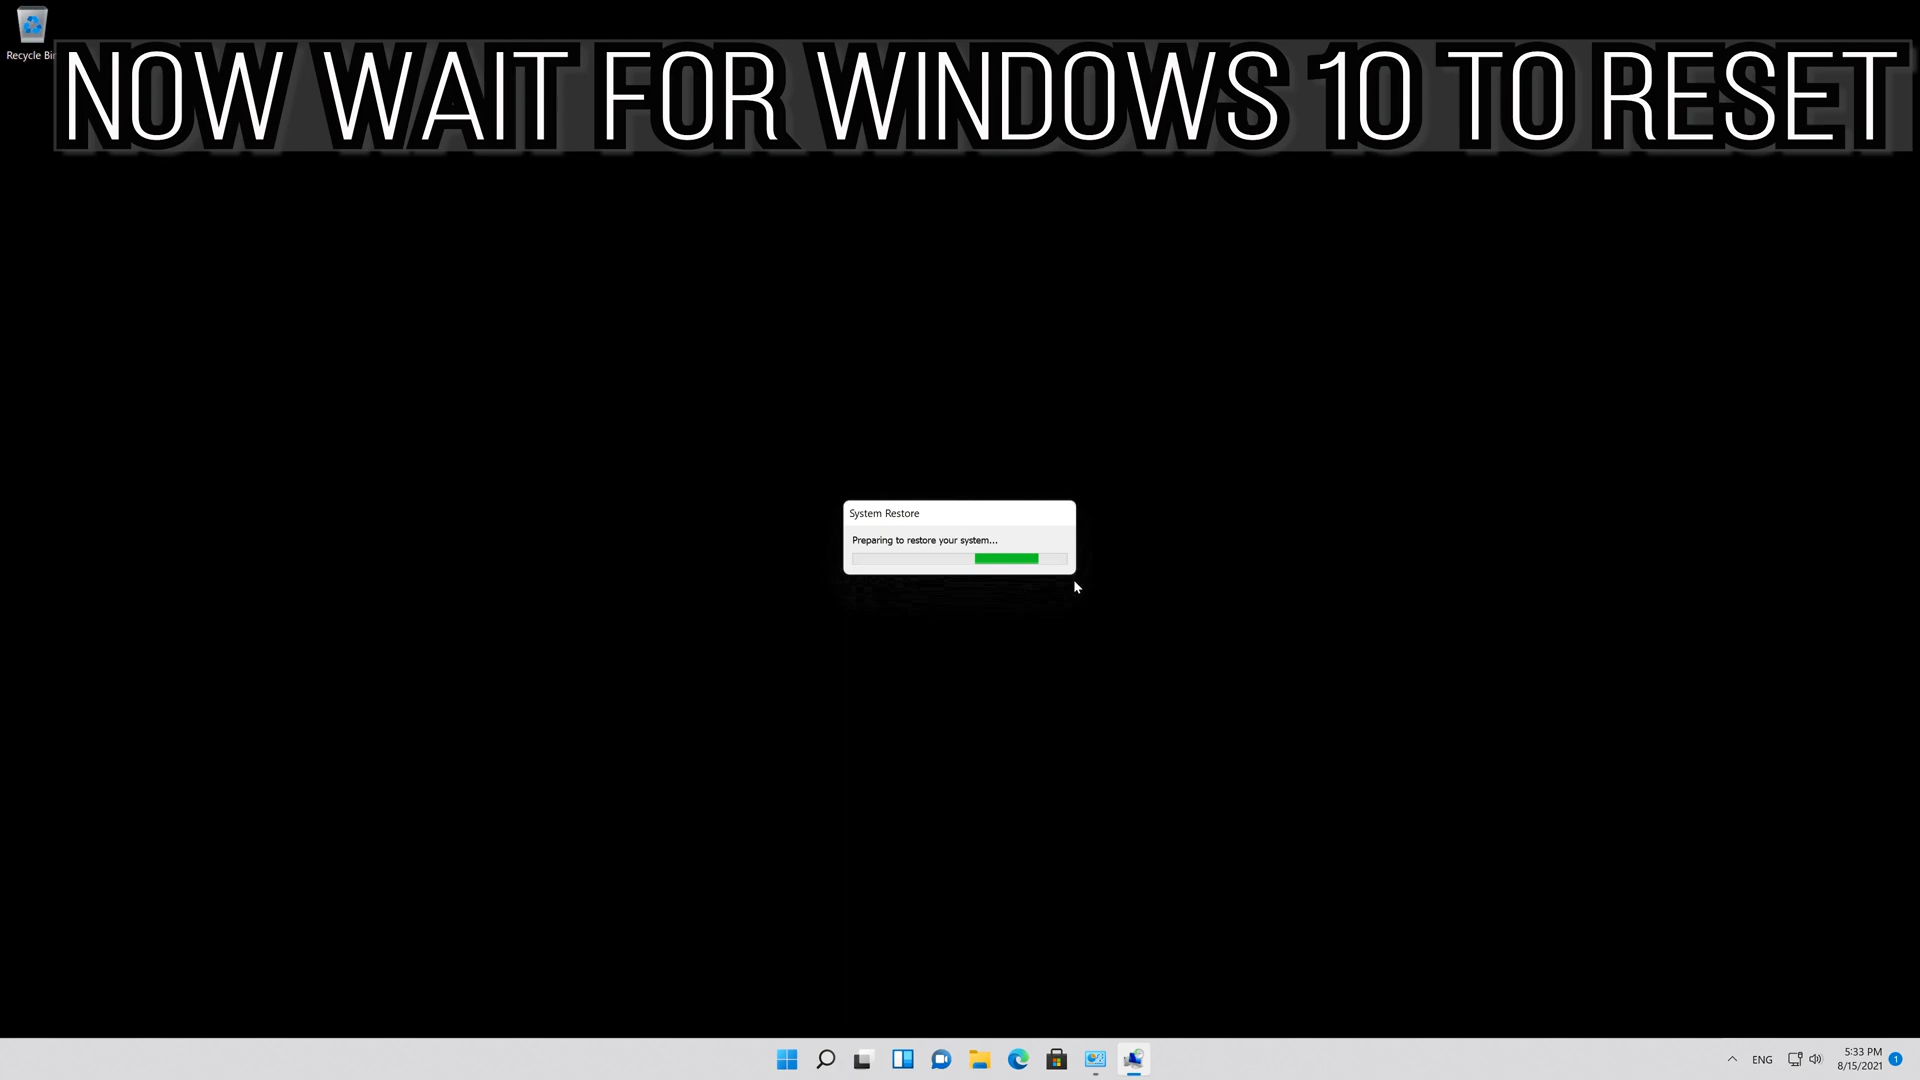 NOW WAIT FOR WINDOWS 10 TO RESET
Recycle Bin
System Restore
Preparing to restore your system...
ENG
5:33 PM
8/15/2021
1